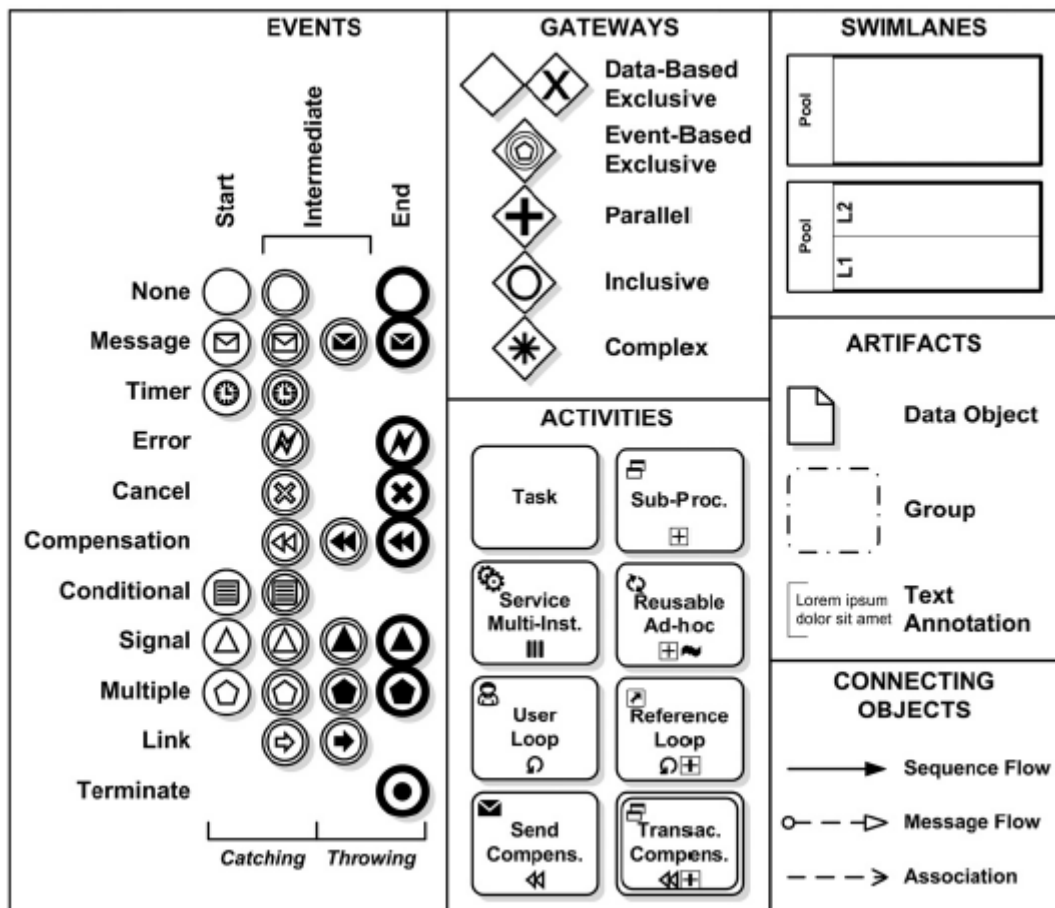 EVENTS
Start
Intermediate
End
None
Message
Timer
Error
Cancel
Compensation
Conditional
Signal
Multiple
Link
Terminate
Catching
Throwing
GATEWAYS
Data-Based
Exclusive
Event-Based
Exclusive
Parallel
Inclusive
Complex
ACTIVITIES
Task
Sub-Proc.
Service
Multi-Inst.
Reusable
Ad-hoc
User
Loop
Reference
Loop
Send
Compens.
Transac.
Compens.
SWIMLANES
Pool
Pool
L2
L1
ARTIFACTS
Data Object
Group
Lorem ipsum
dolor sit amet
Text
Annotation
CONNECTING
OBJECTS
Sequence Flow
Message Flow
Association